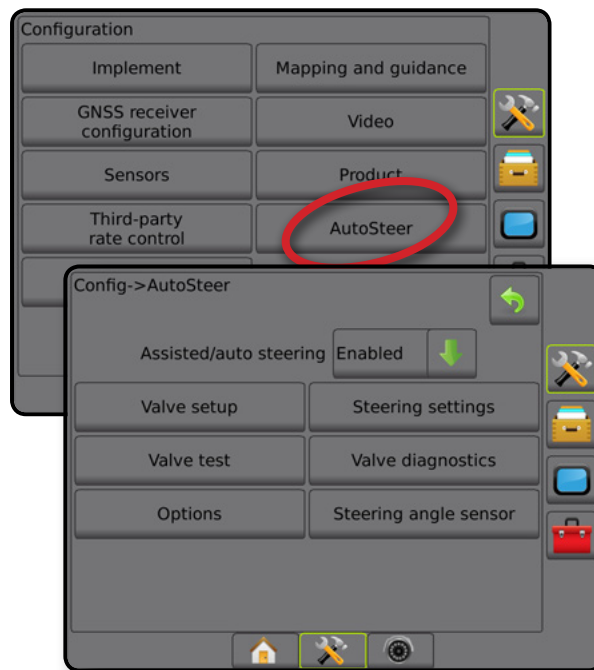 Configuration
Implement
Mapping and guidance
GNSS receiver
configuration
Video
Sensors
Product
Third-party
rate control
AutoSteer
Config->AutoSteer
Assisted/auto steering
Enabled
Valve setup
Steering settings
Valve test
Valve diagnostics
Options
Steering angle sensor